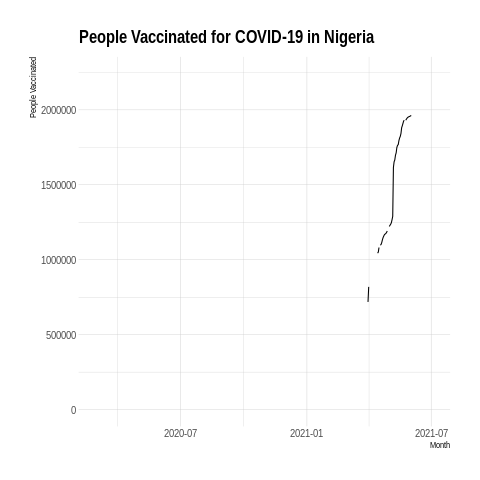 People Vaccinated for COVID-19 in Nigeria
People Vaccinated
2000000
1500000
1000000
500000
0
2020-07 2021-01 2021-07
Month